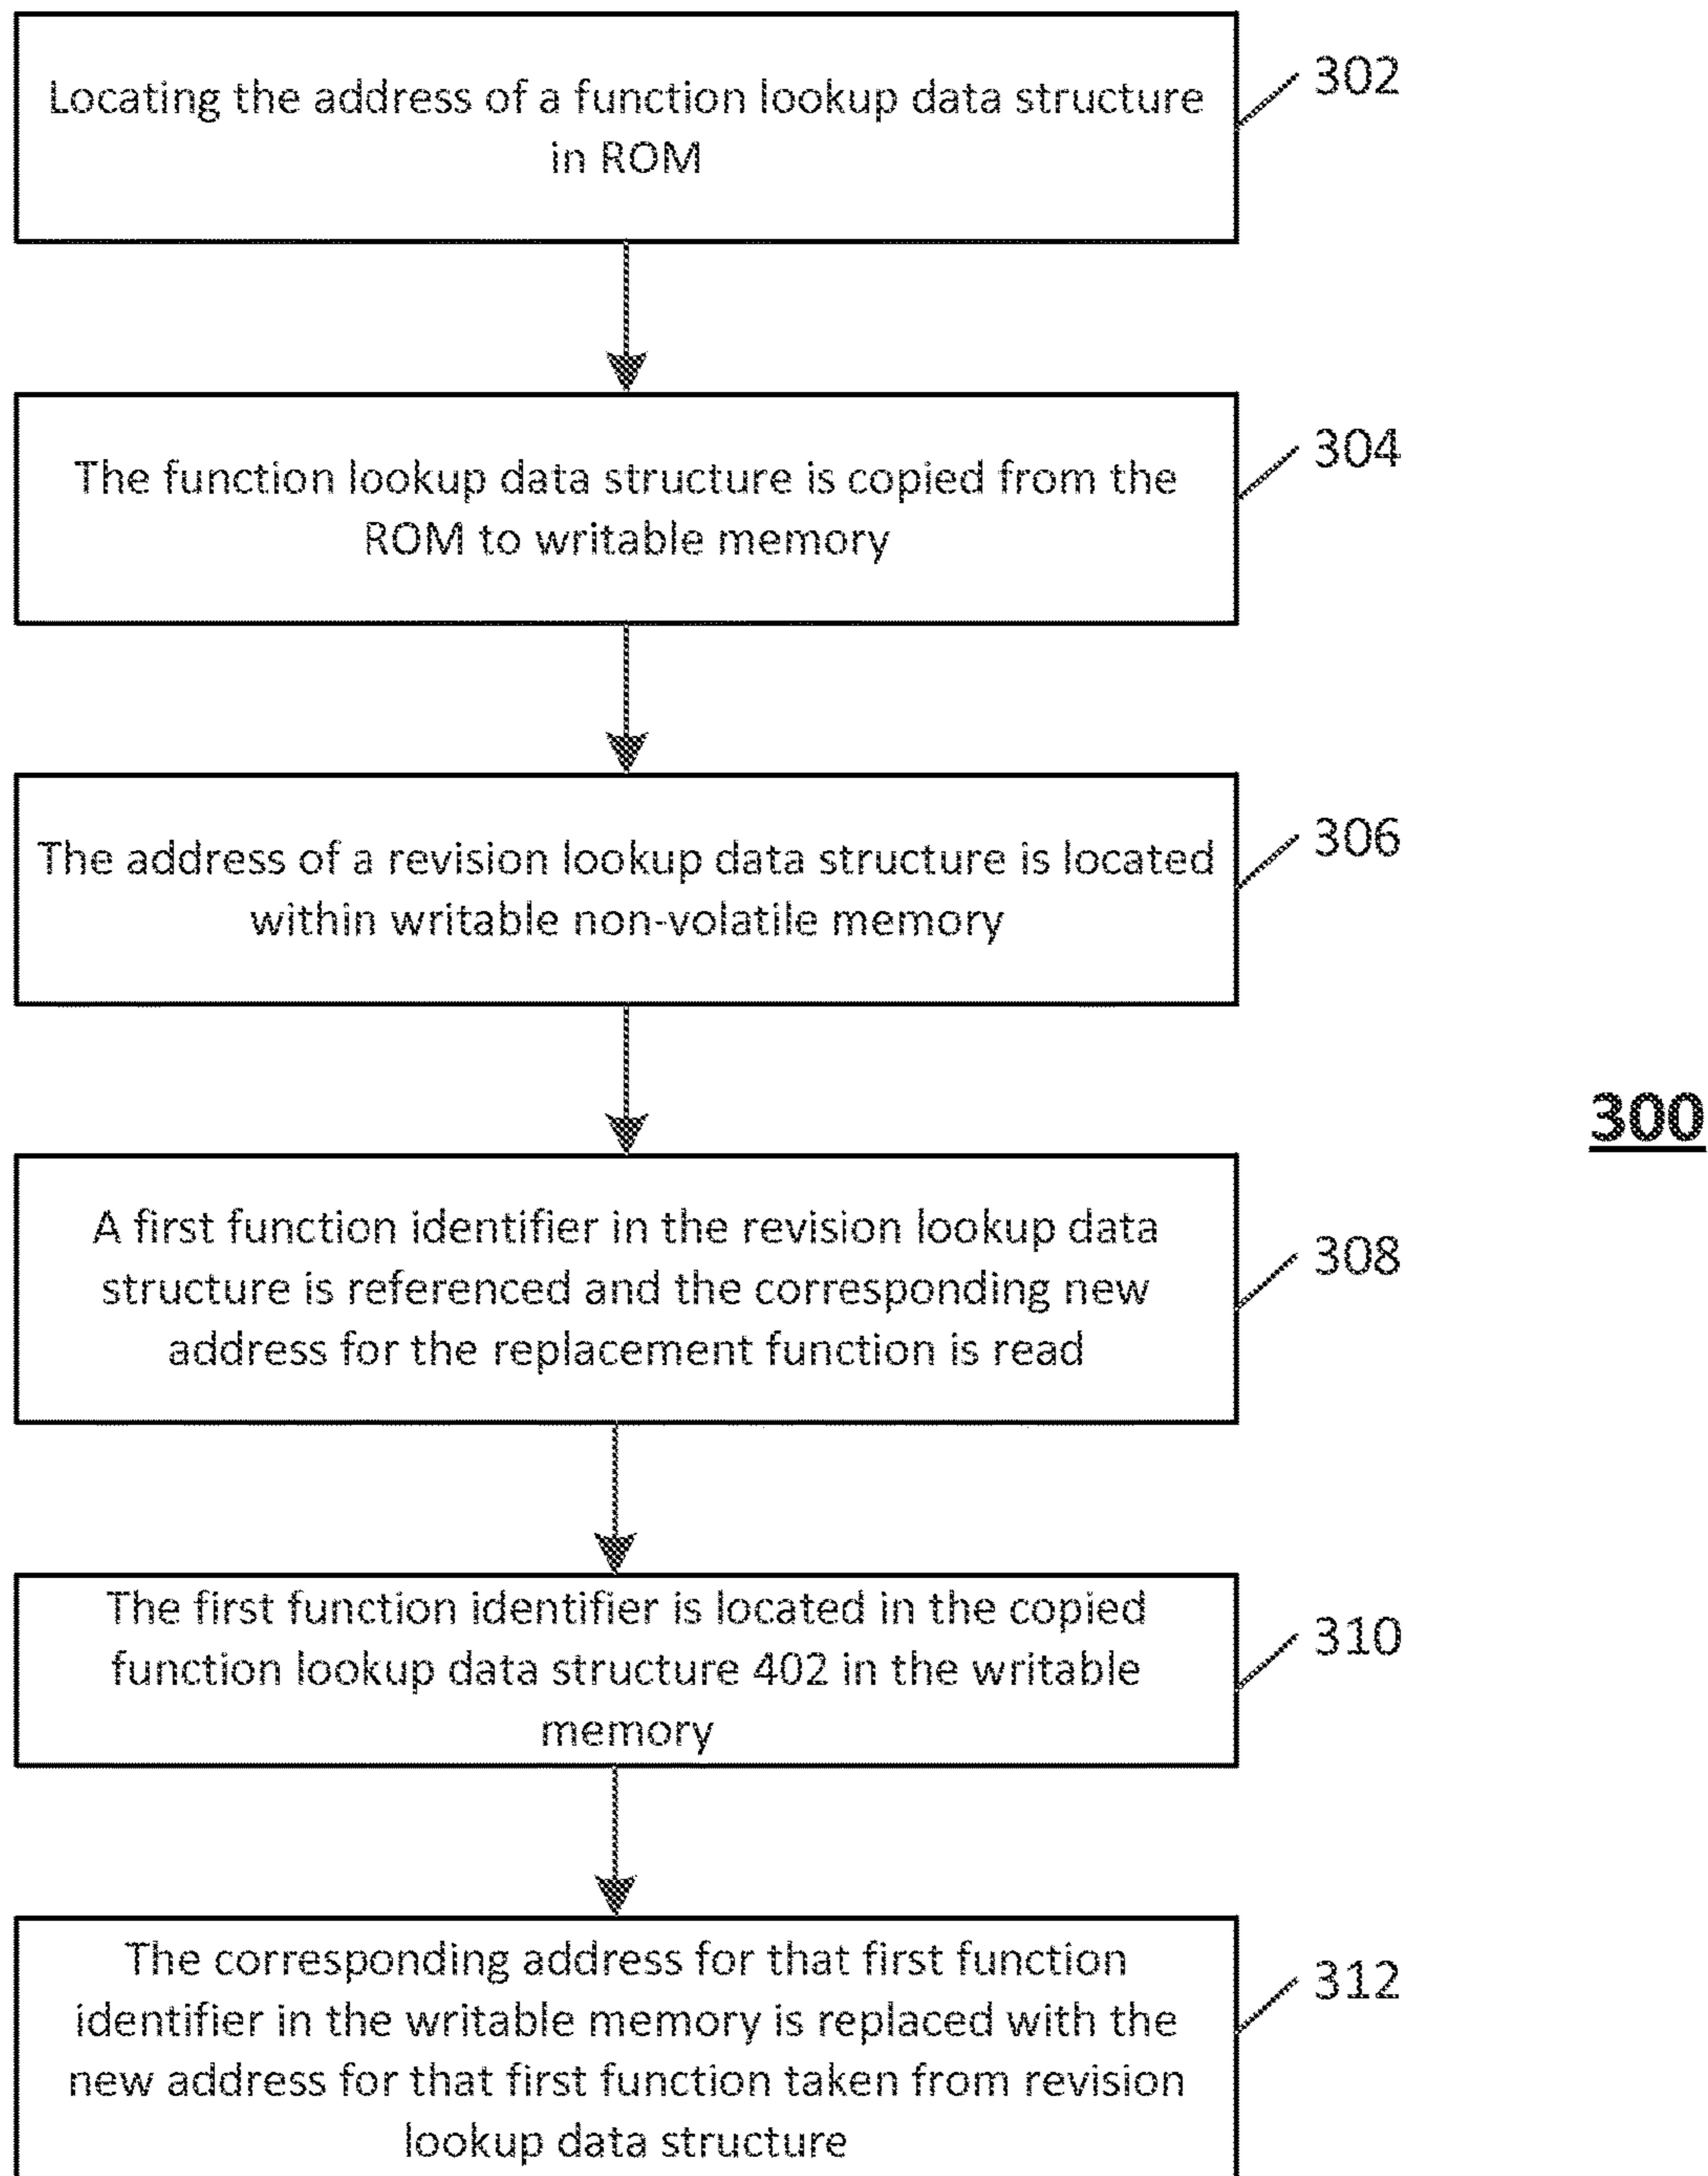 Locating the address of a function lookup data structure
in ROM
302
The function lookup data structure is copied from the
ROM to writable memory
304
The address of a revision lookup data structure is located
within writable non-volatile memory
306
300
A first function identifier in the revision lookup data
structure is referenced and the corresponding new
address for the replacement function is read
308
The first function identifier is located in the copied
function lookup data structure 402 in the writable
memory
310
The corresponding address for that first function
identifier in the writable memory is replaced with the
new address for that first function taken from revision
lookup data structure
312